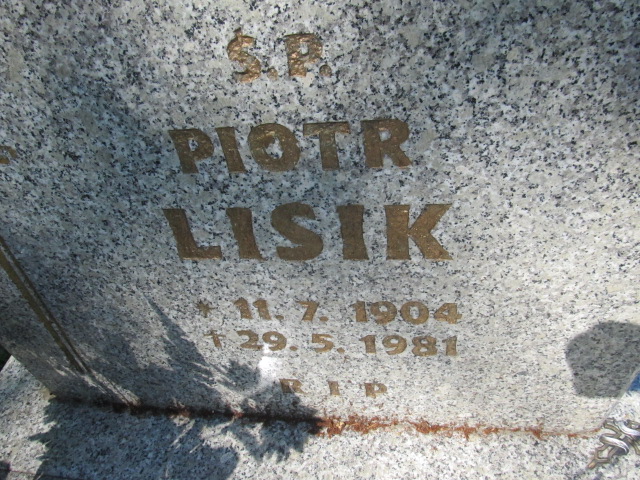 Ś.P.
PIOTR
LISIK
* 11. 7. 1904
† 29. 5. 1981
R I P